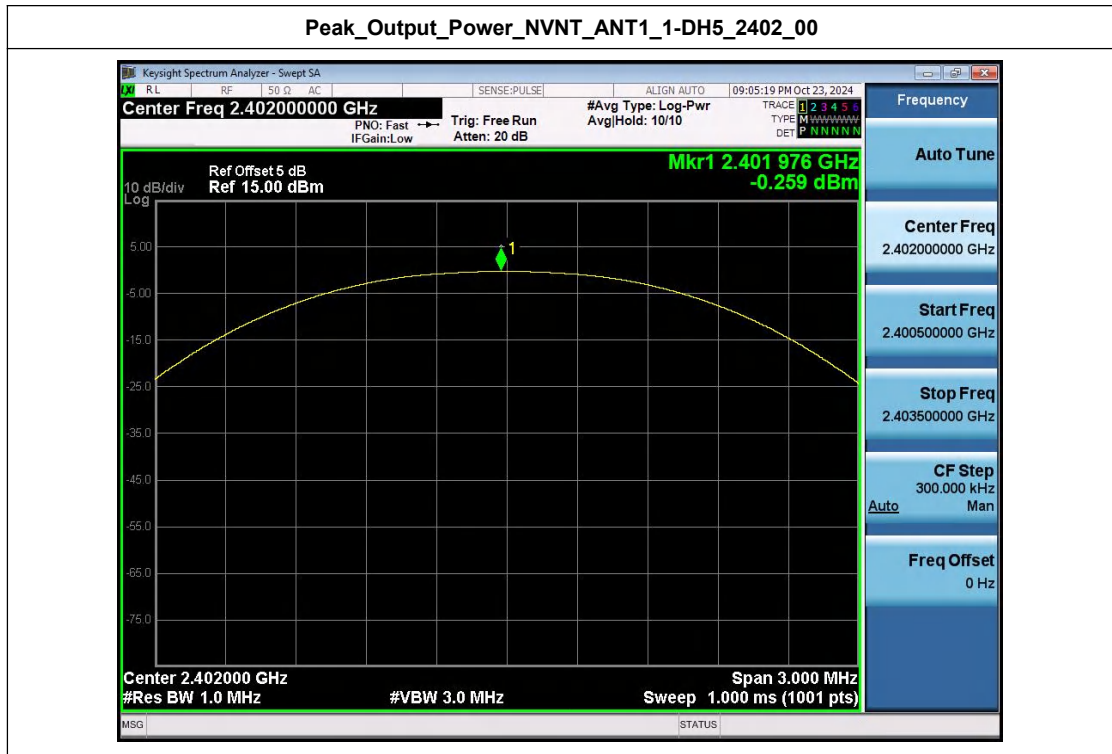 Peak_Output_Power_NVNT_ANT1_1-DH5_2402_00
Keysight Spectrum Analyzer - Swept SA
LXI RL RF 50 Ω AC SENSE:PULSE ALIGN AUTO 09:05:19 PM Oct 23, 2024
Center Freq 2.402000000 GHz
PNO: Fast
IFGain:Low
Trig: Free Run
Atten: 20 dB
#Avg Type: Log-Pwr
Avg|Hold: 10/10
TRACE 1 2 3 4 5 6
TYPE M WWWWW
DET P N N N N N
Mkr1 2.401 976 GHz
-0.259 dBm
Ref Offset 5 dB
10 dB/div Ref 15.00 dBm
Log
1
5.00
-5.00
-15.0
-25.0
-35.0
-45.0
-55.0
-65.0
-75.0
Center 2.402000 GHz Span 3.000 MHz
#Res BW 1.0 MHz #VBW 3.0 MHz Sweep 1.000 ms (1001 pts)
MSG STATUS
Frequency
Auto Tune
Center Freq
2.402000000 GHz
Start Freq
2.400500000 GHz
Stop Freq
2.403500000 GHz
CF Step
300.000 kHz
Auto Man
Freq Offset
0 Hz